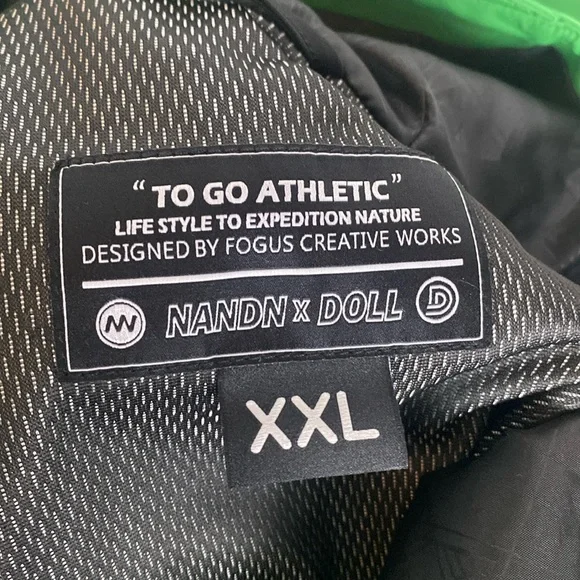 “TO GO ATHLETIC”
LIFE STYLE TO EXPEDITION NATURE
DESIGNED BY FOGUS CREATIVE WORKS
NANDN x DOLL
XXL